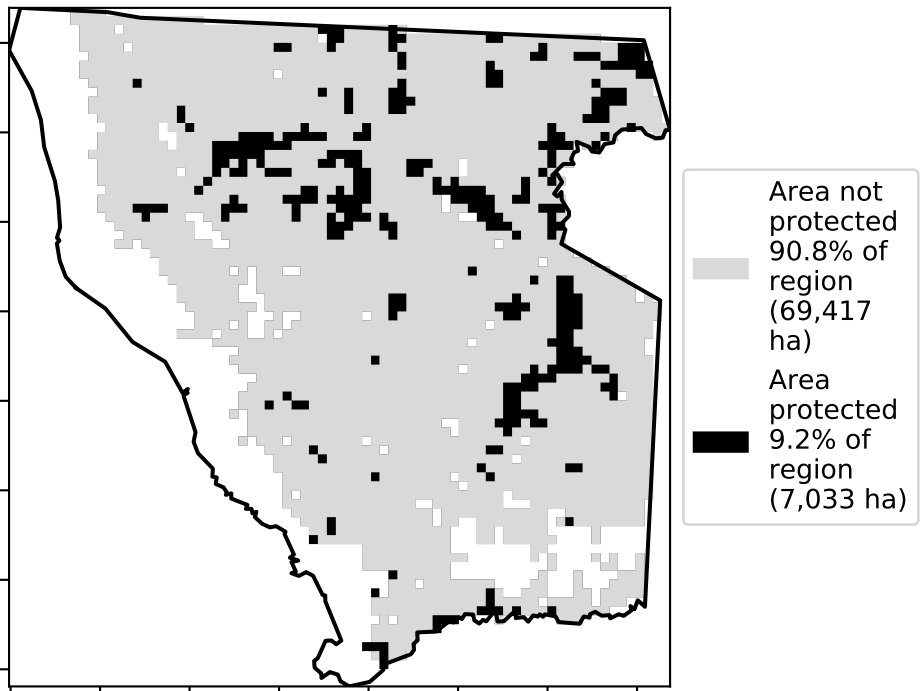 Area not
protected
90.8% of
region
(69,417
ha)
Area
protected
9.2% of
region
(7,033 ha)